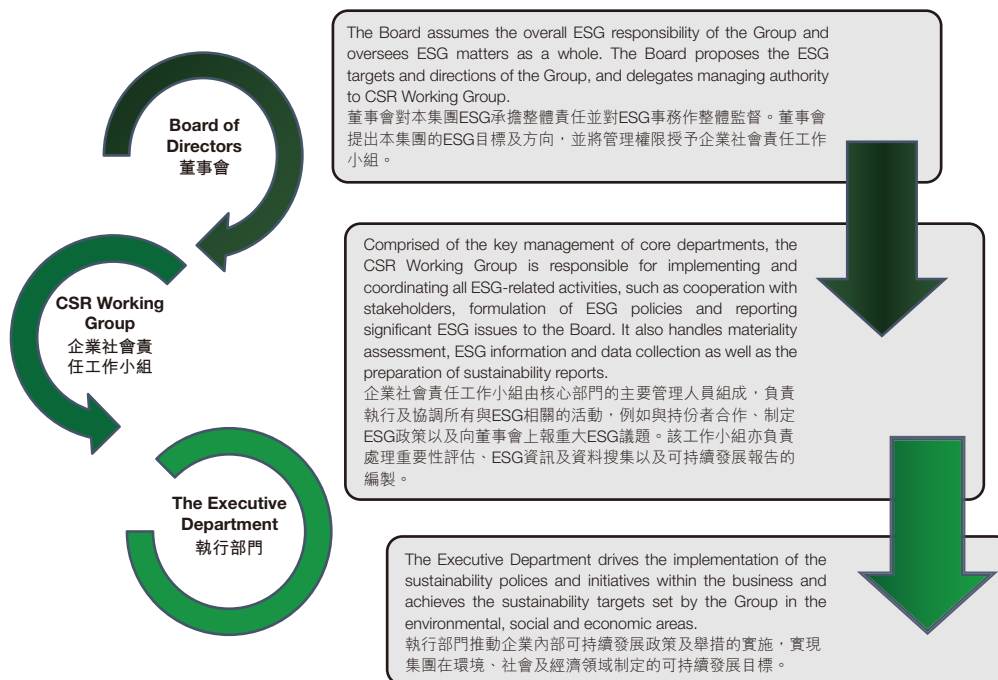 Board of
Directors
董事會
The Board assumes the overall ESG responsibility of the Group and
oversees ESG matters as a whole. The Board proposes the ESG
targets and directions of the Group, and delegates managing authority
to CSR Working Group.
董事會對本集團ESG承擔整體責任並對ESG事務作整體監督。董事會
提出本集團的ESG目標及方向，並將管理權限授予企業社會責任工作
小組。
CSR Working
Group
企業社會責
任工作小組
Comprised of the key management of core departments, the
CSR Working Group is responsible for implementing and
coordinating all ESG-related activities, such as cooperation with
stakeholders, formulation of ESG policies and reporting
significant ESG issues to the Board. It also handles materiality
assessment, ESG information and data collection as well as the
preparation of sustainability reports.
企業社會責任工作小組由核心部門的主要管理人員組成，負責
執行及協調所有與ESG相關的活動，例如與持份者合作、制定
ESG政策以及向董事會上報重大ESG議題。該工作小組亦負責
處理重要性評估、ESG資訊及資料搜集以及可持續發展報告的
編製。
The Executive
Department
執行部門
The Executive Department drives the implementation of the
sustainability polices and initiatives within the business and
achieves the sustainability targets set by the Group in the
environmental, social and economic areas.
執行部門推動企業內部可持續發展政策及舉措的實施，實現
集團在環境、社會及經濟領域制定的可持續發展目標。